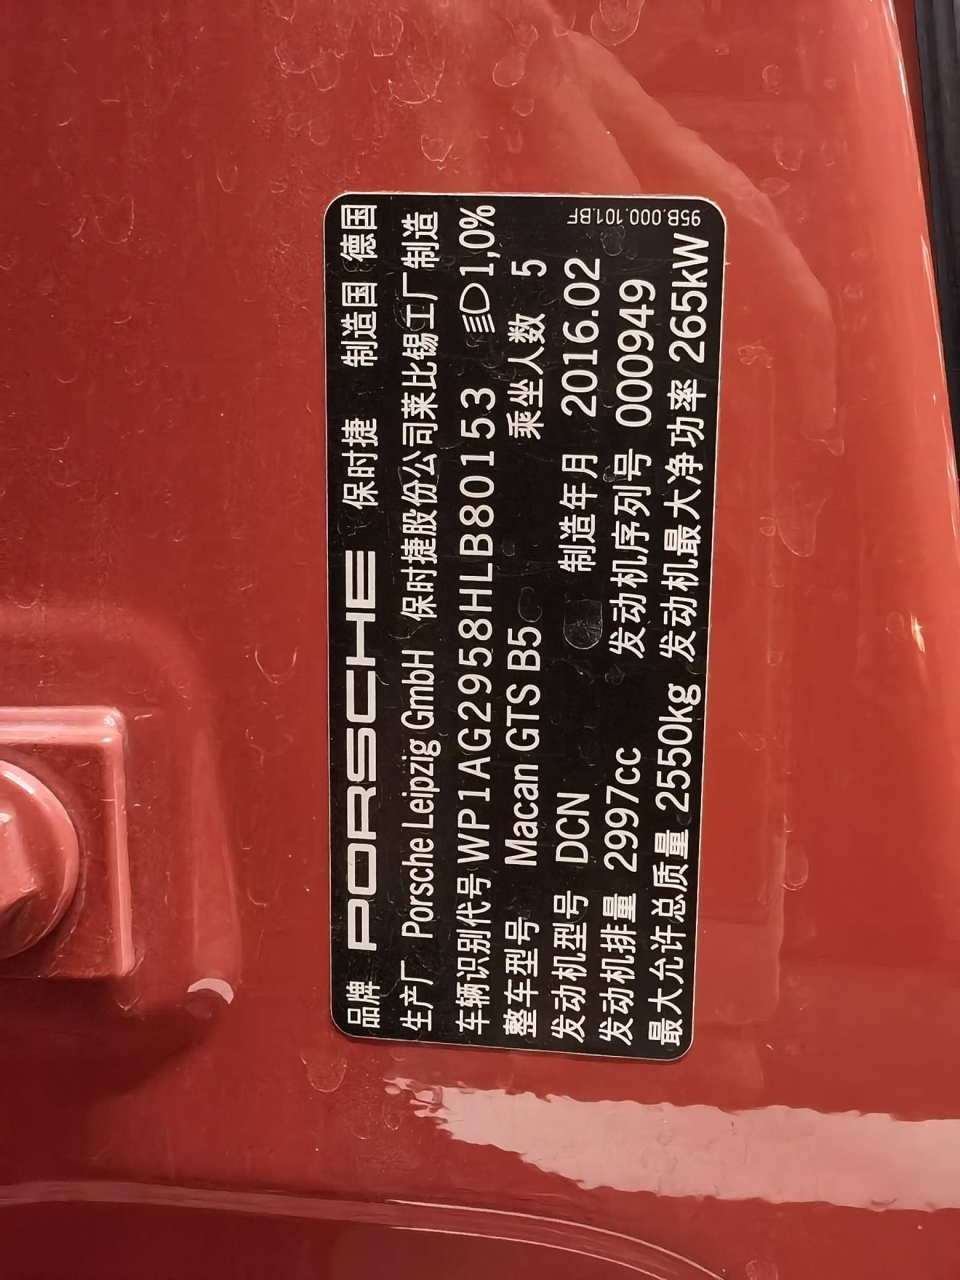 品牌 PORSCHE 保时捷 制造国 德国
生产厂 Porsche Leipzig GmbH 保时捷股份公司莱比锡工厂制造
车辆识别代号 WP1AG2958HLB80153 1,0%
整车型号 Macan GTS B5 乘坐人数 5
发动机型号 DCN 制造年月 2016.02
发动机排量 2997cc 发动机序列号 000949
最大允许总质量 2550kg 发动机最大净功率 265kW
95B.000.101.BF